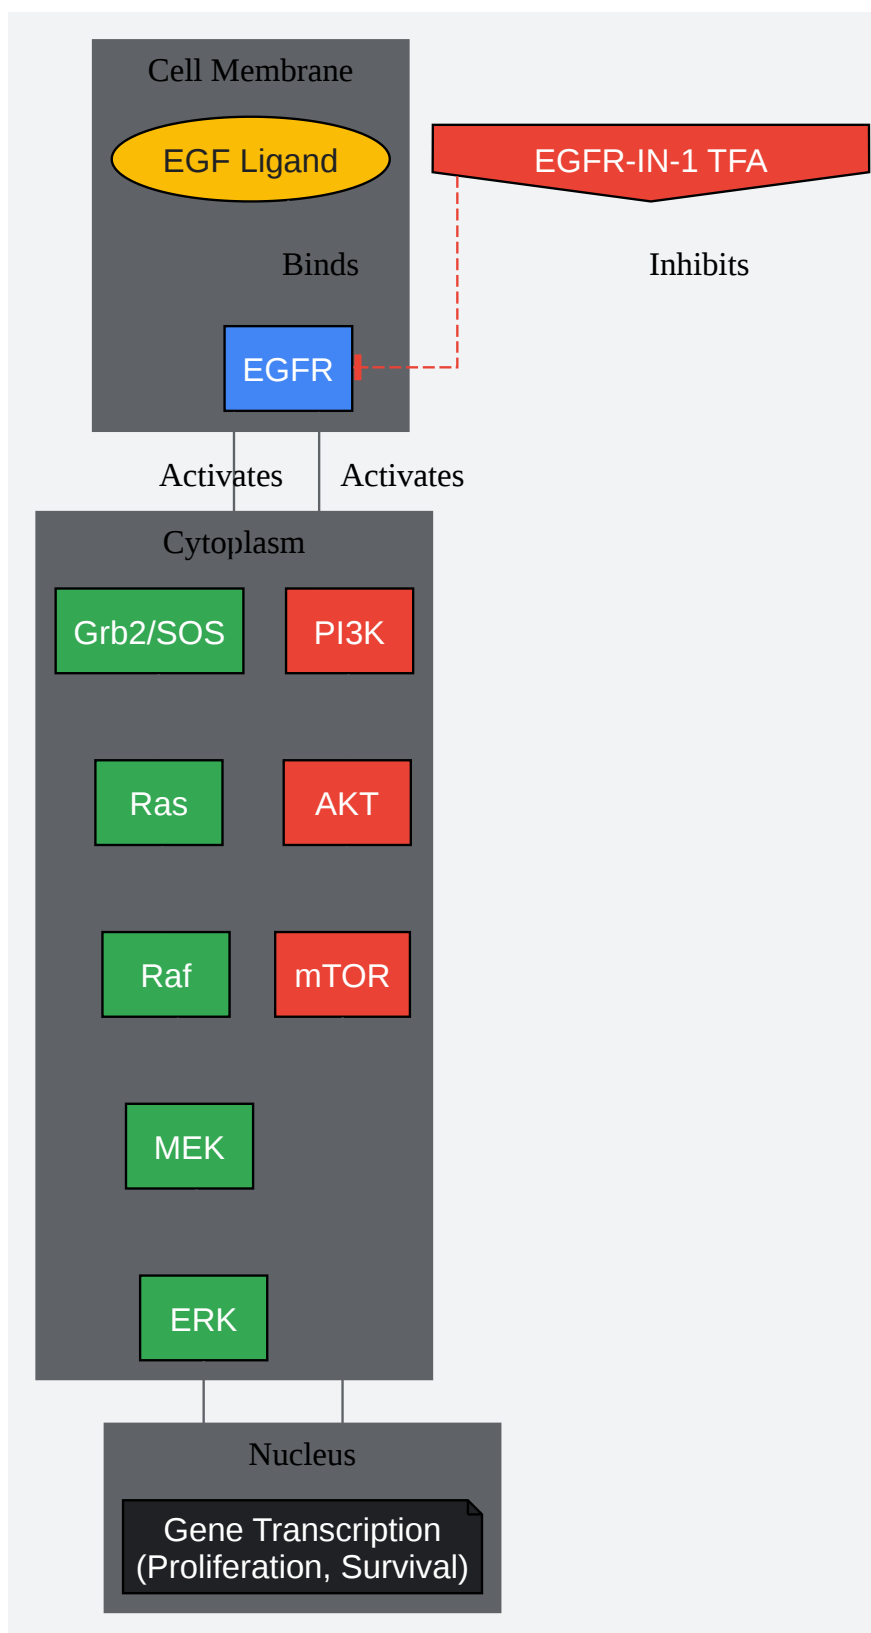 Cell Membrane
EGF Ligand
EGFR-IN-1 TFA
Binds
Inhibits
EGFR
Activates
Activates
Cytoplasm
Grb2/SOS
PI3K
Ras
AKT
Raf
mTOR
MEK
ERK
Nucleus
Gene Transcription
(Proliferation, Survival)